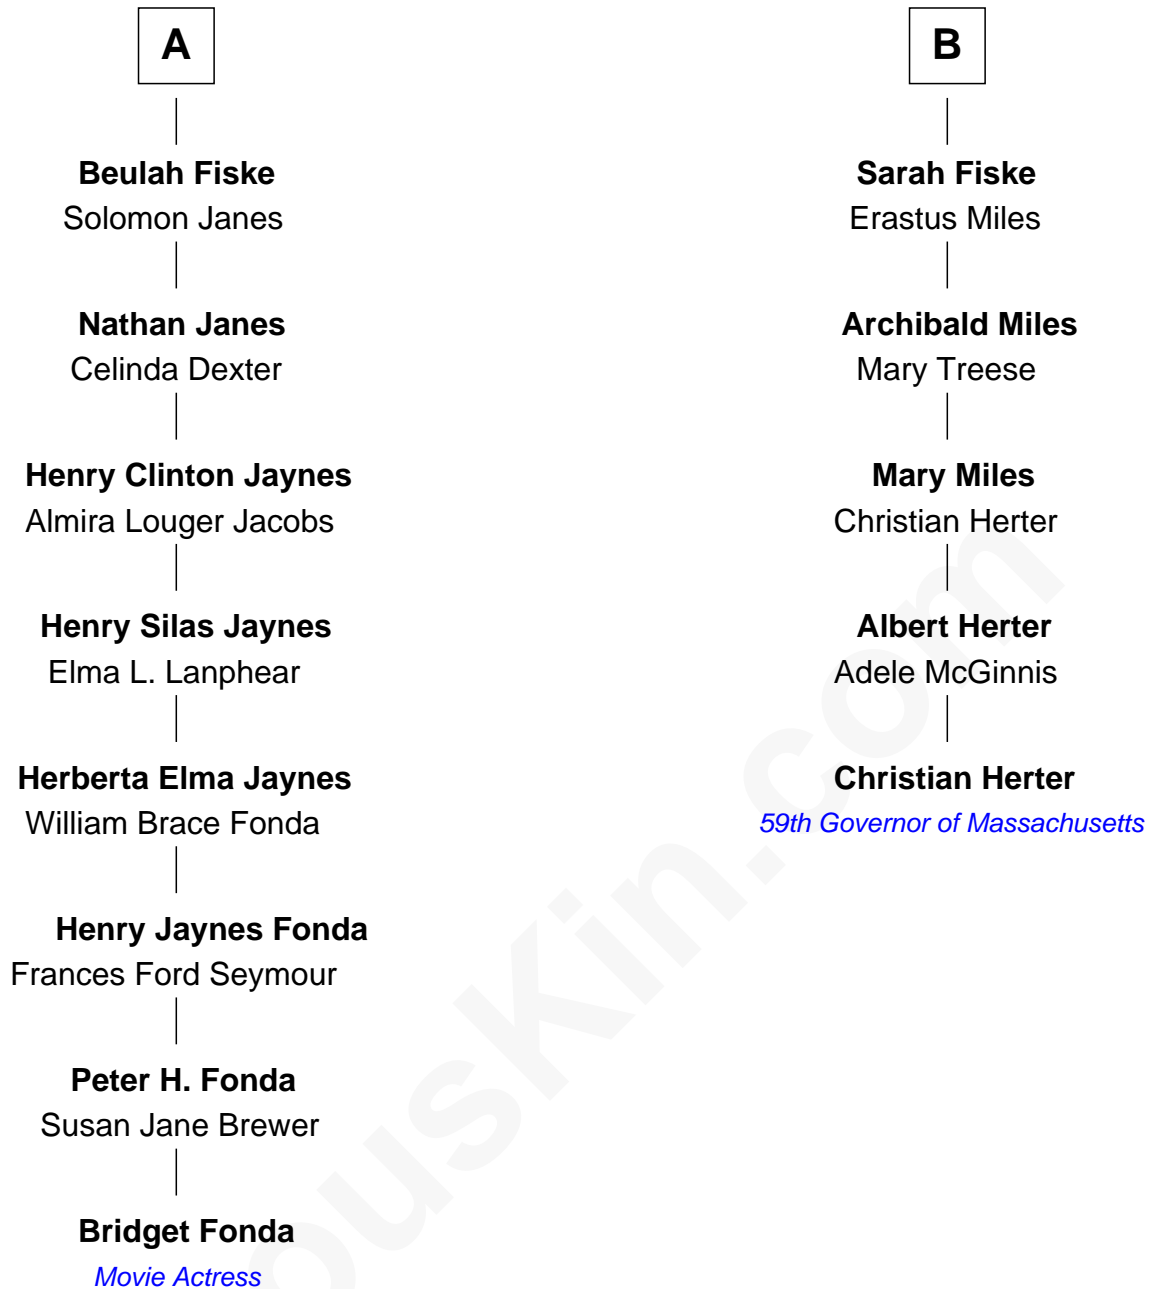 A
Beulah Fiske
Solomon Janes
Nathan Janes
Celinda Dexter
Henry Clinton Jaynes
Almira Louger Jacobs
Henry Silas Jaynes
Elma L. Lanphear
Herberta Elma Jaynes
William Brace Fonda
Henry Jaynes Fonda
Frances Ford Seymour
Peter H. Fonda
Susan Jane Brewer
Bridget Fonda
Movie Actress
B
Sarah Fiske
Erastus Miles
Archibald Miles
Mary Treese
Mary Miles
Christian Herter
Albert Herter
Adele McGinnis
Christian Herter
59th Governor of Massachusetts
ousKin.com